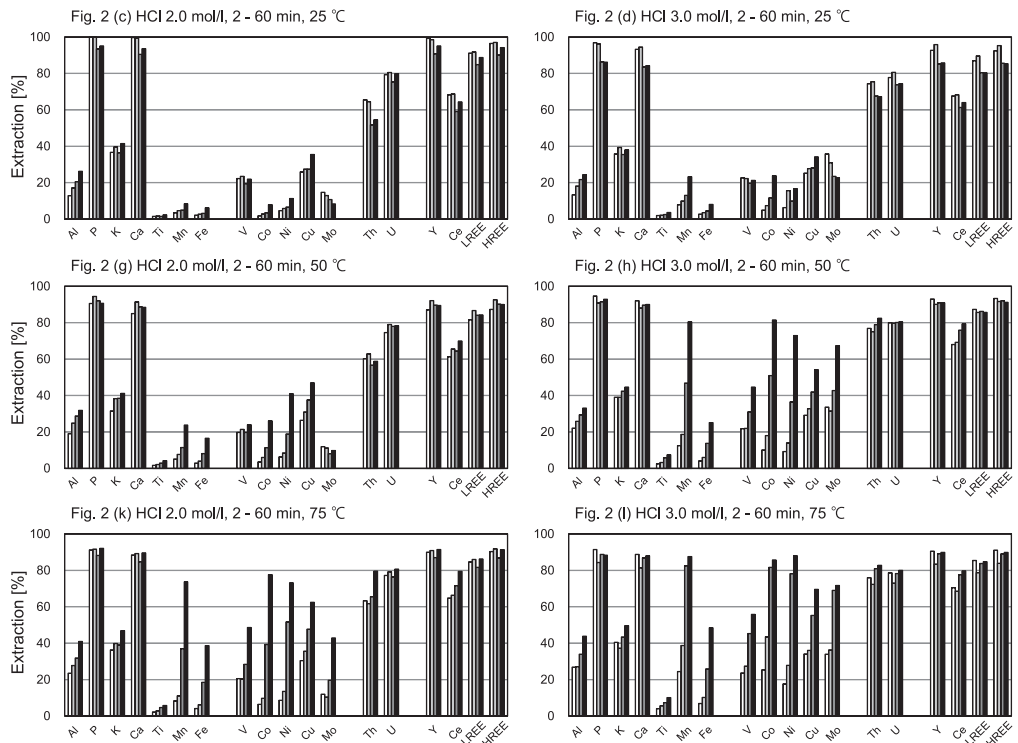 Fig. 2 (c) HCl 2.0 mol/l, 2 - 60 min, 25 ℃
Extraction [%]
100
80
60
40
20
0
Al P K Ca Ti Mn Fe V Co Ni Cu Mo Th U Y Ce LREE HREE
Fig. 2 (d) HCl 3.0 mol/l, 2 - 60 min, 25 ℃
100
80
60
40
20
0
Al P K Ca Ti Mn Fe V Co Ni Cu Mo Th U Y Ce LREE HREE
Fig. 2 (g) HCl 2.0 mol/l, 2 - 60 min, 50 ℃
Extraction [%]
100
80
60
40
20
0
Al P K Ca Ti Mn Fe V Co Ni Cu Mo Th U Y Ce LREE HREE
Fig. 2 (h) HCl 3.0 mol/l, 2 - 60 min, 50 ℃
100
80
60
40
20
0
Al P K Ca Ti Mn Fe V Co Ni Cu Mo Th U Y Ce LREE HREE
Fig. 2 (k) HCl 2.0 mol/l, 2 - 60 min, 75 ℃
Extraction [%]
100
80
60
40
20
0
Al P K Ca Ti Mn Fe V Co Ni Cu Mo Th U Y Ce LREE HREE
Fig. 2 (l) HCl 3.0 mol/l, 2 - 60 min, 75 ℃
100
80
60
40
20
0
Al P K Ca Ti Mn Fe V Co Ni Cu Mo Th U Y Ce LREE HREE